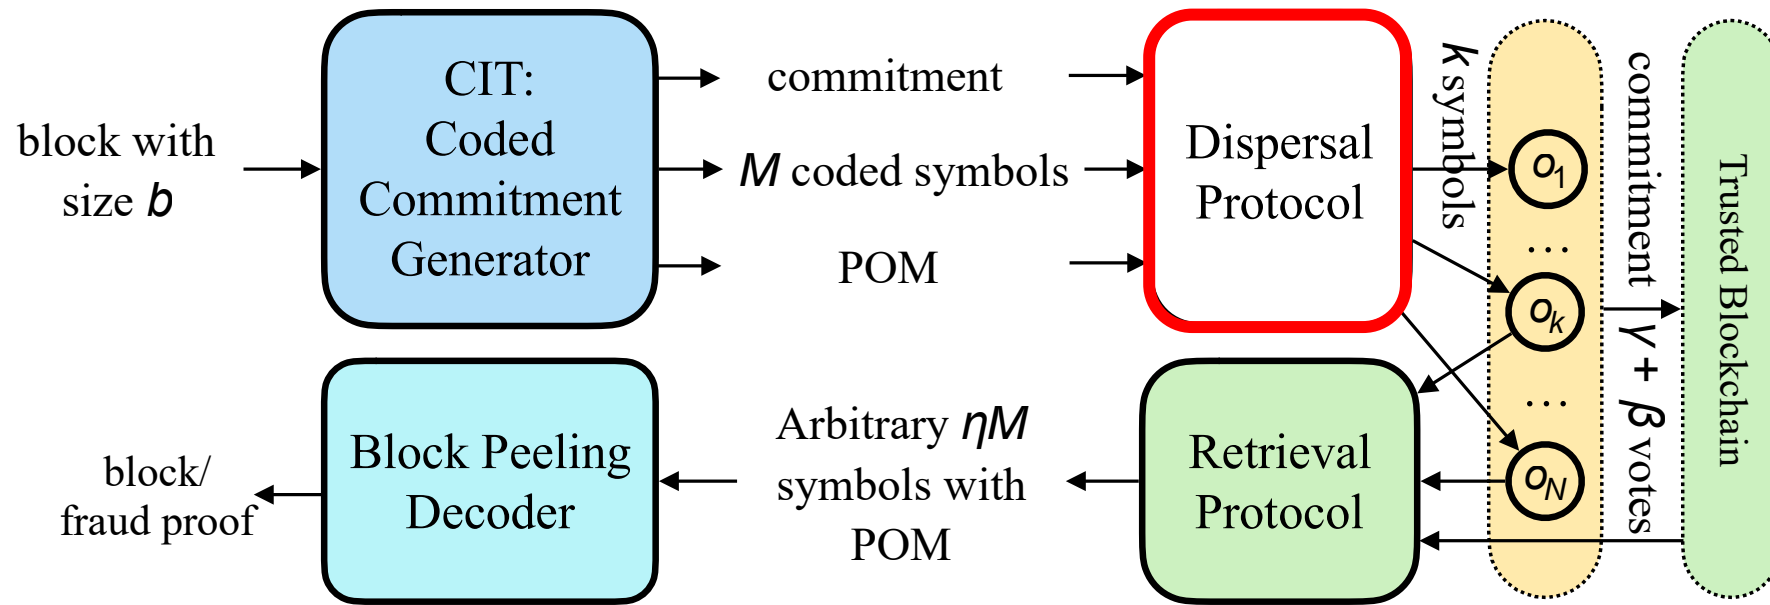 block with
size b
CIT:
Coded
Commitment
Generator
commitment
M coded symbols
POM
Dispersal
Protocol
k symbols
o1
...
ok
...
oN
commitment
γ + β votes
Trusted Blockchain
Retrieval
Protocol
Arbitrary ηM
symbols with
POM
Block Peeling
Decoder
block/
fraud proof